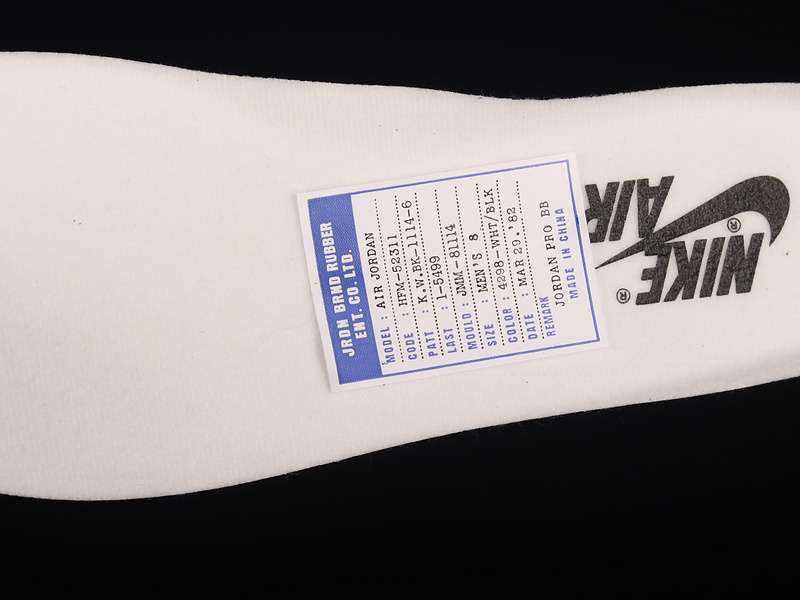 JRDN BRND RUBBER
ENT. CO. LTD.
MODEL : AIR JORDAN
CODE : HFM-52311
PATT : K.W.BK-1114-6
LAST : 1-5499
MOULD : JMM-81114
SIZE : MEN'S 8
COLOR : 4298-WHT/BLK
DATE : MAR 29.'82
REMARK
JORDAN PRO BB
MADE IN CHINA
NIKE®
AIR®